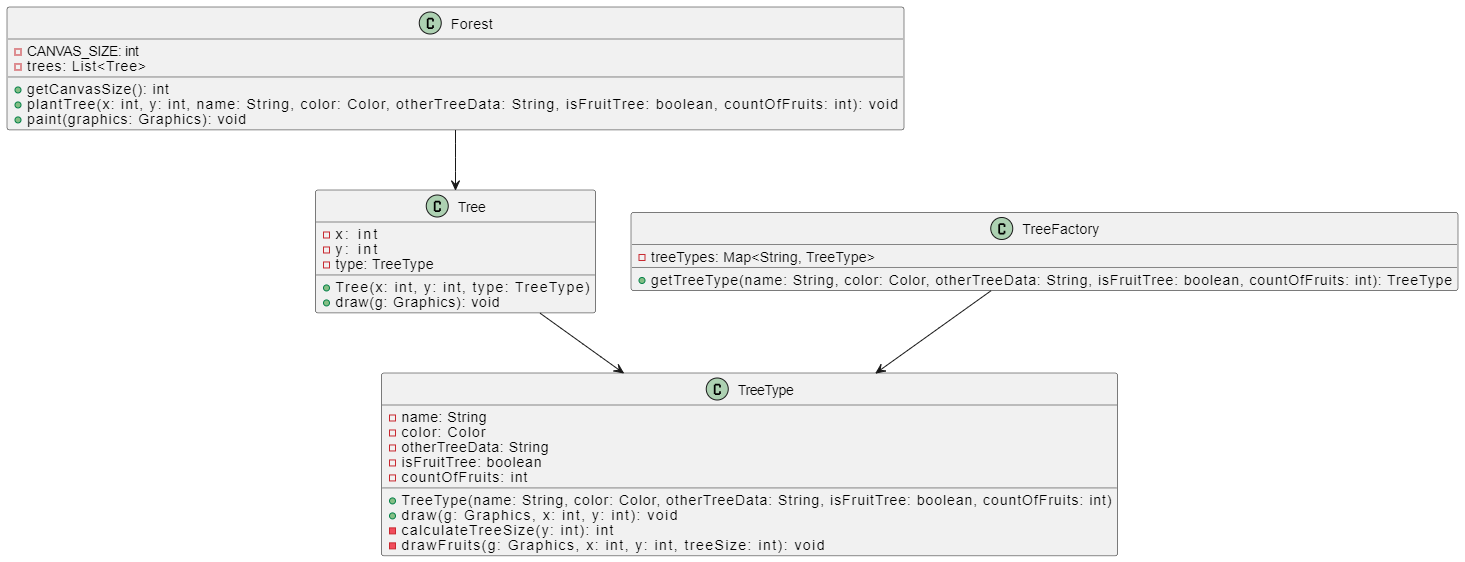 C Forest
CANVAS_SIZE: int
trees: List<Tree>
getCanvasSize(): int
plantTree(x: int, y: int, name: String, color: Color, otherTreeData: String, isFruitTree: boolean, countOfFruits: int): void
paint(graphics: Graphics): void
C Tree
x: int
y: int
type: TreeType
Tree(x: int, y: int, type: TreeType)
draw(g: Graphics): void
C TreeFactory
treeTypes: Map<String, TreeType>
getTreeType(name: String, color: Color, otherTreeData: String, isFruitTree: boolean, countOfFruits: int): TreeType
C TreeType
name: String
color: Color
otherTreeData: String
isFruitTree: boolean
countOfFruits: int
TreeType(name: String, color: Color, otherTreeData: String, isFruitTree: boolean, countOfFruits: int)
draw(g: Graphics, x: int, y: int): void
calculateTreeSize(y: int): int
drawFruits(g: Graphics, x: int, y: int, treeSize: int): void